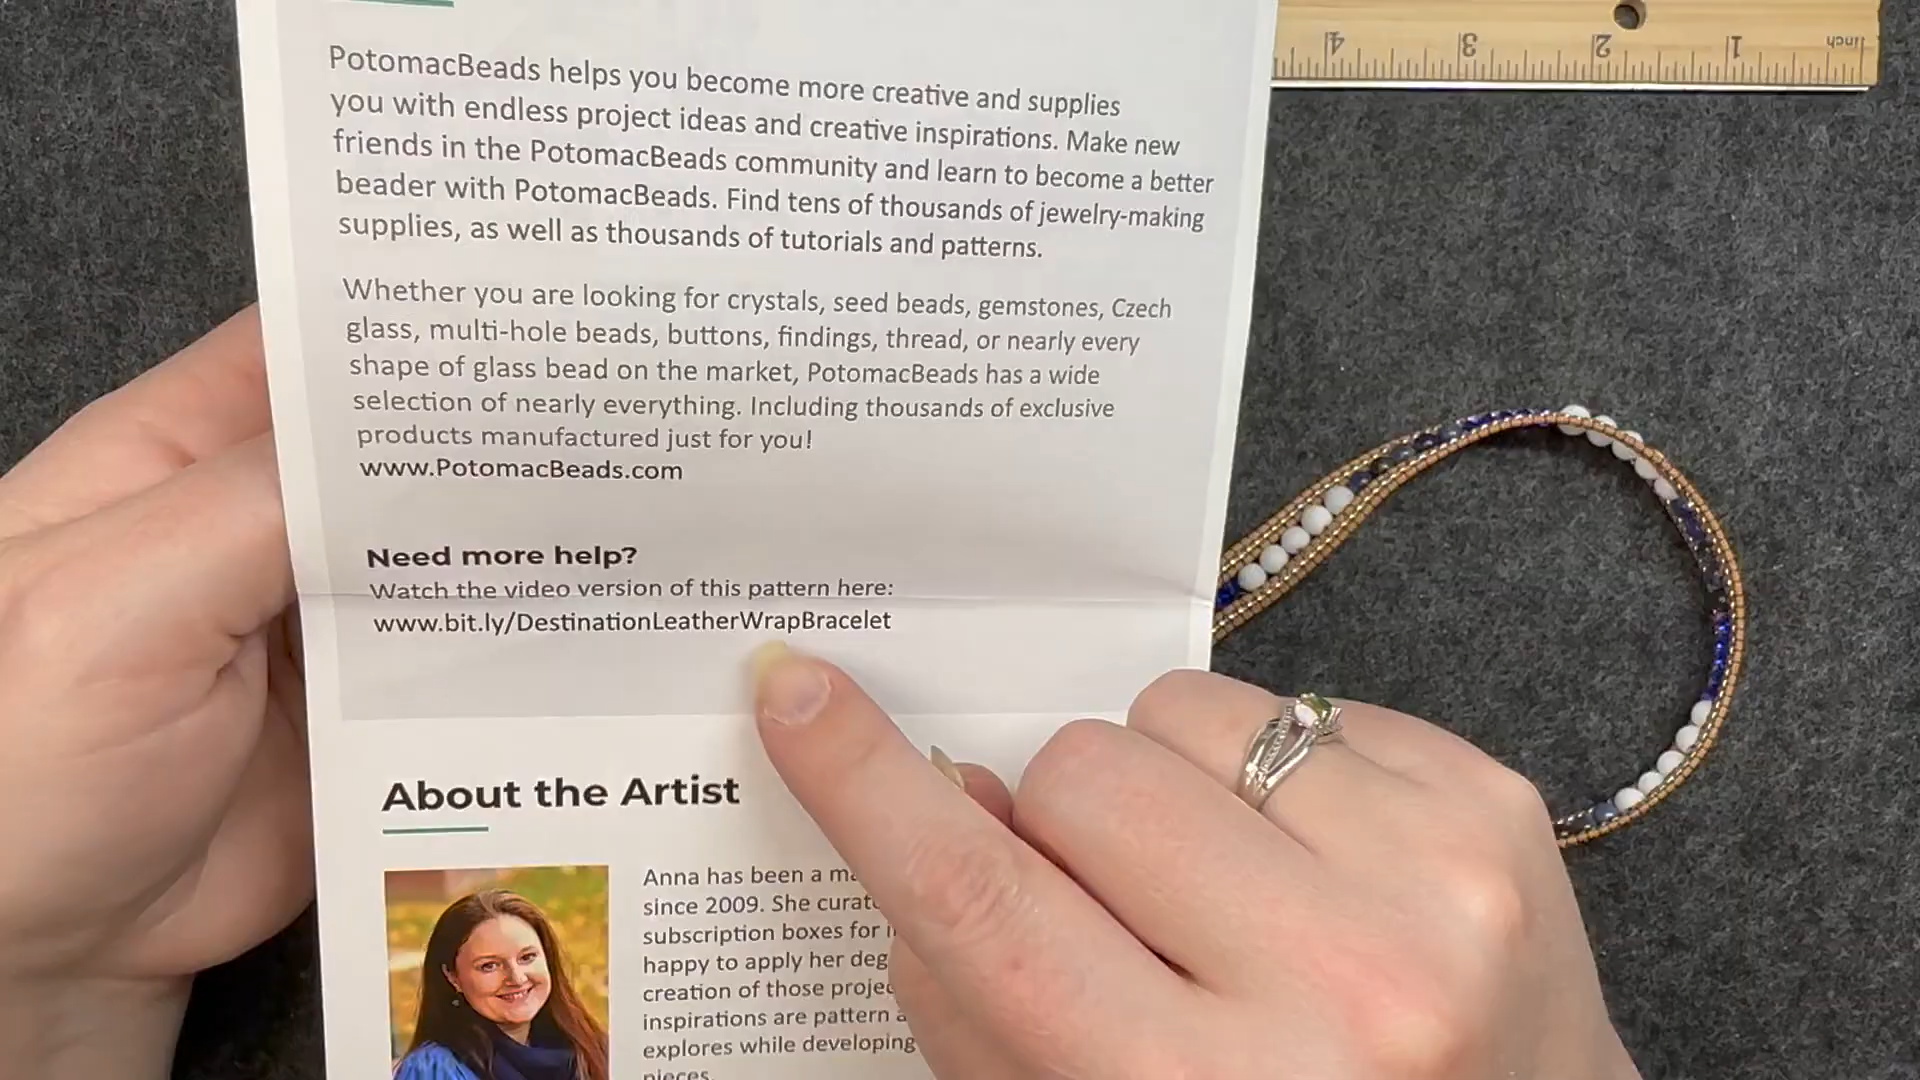 PotomacBeads helps you become more creative and supplies
you with endless project ideas and creative inspirations. Make new
friends in the PotomacBeads community and learn to become a better
beader with PotomacBeads. Find tens of thousands of jewelry-making
supplies, as well as thousands of tutorials and patterns.
Whether you are looking for crystals, seed beads, gemstones, Czech
glass, multi-hole beads, buttons, findings, thread, or nearly every
shape of glass bead on the market, PotomacBeads has a wide
selection of nearly everything. Including thousands of exclusive
products manufactured just for you!
www.PotomacBeads.com
Need more help?
Watch the video version of this pattern here:
www.bit.ly/DestinationLeatherWrapBracelet
About the Artist
Anna has been a
since 2009. She
subscription boxes for
happy to apply her
creation of those
inspirations are pattern
explores while developing
pieces.
4 3 2 1 inch